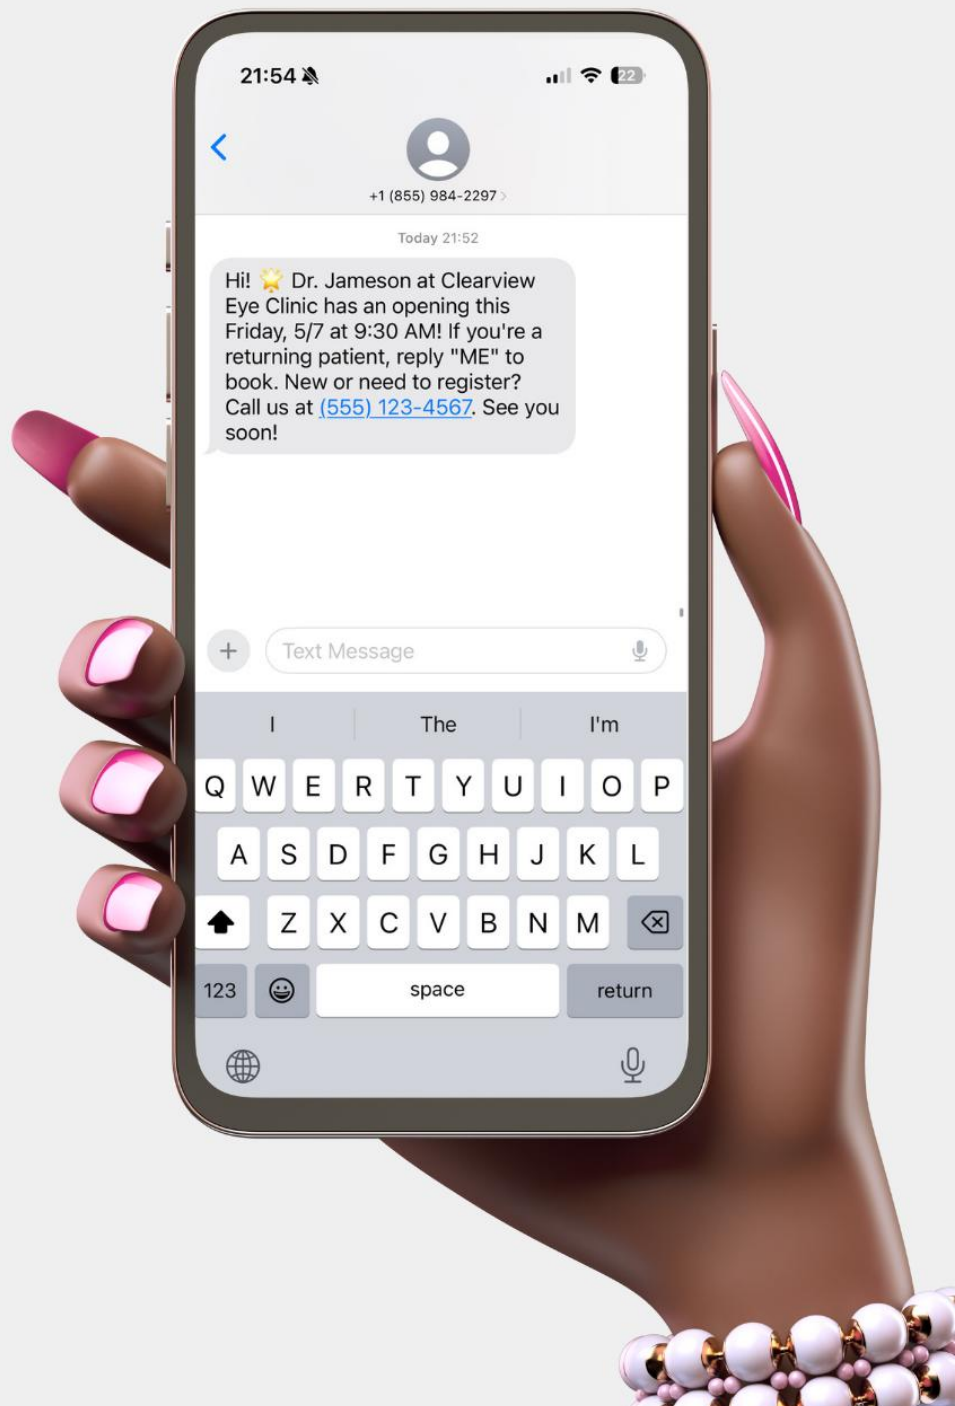 21:54
22
+1 (855) 984-2297
Today 21:52
Hi! 🌟 Dr. Jameson at Clearview
Eye Clinic has an opening this
Friday, 5/7 at 9:30 AM! If you're a
returning patient, reply "ME" to
book. New or need to register?
Call us at (555) 123-4567. See you
soon!
Text Message
I The I'm
Q W E R T Y U I O P
A S D F G H J K L
Z X C V B N M
123 space return